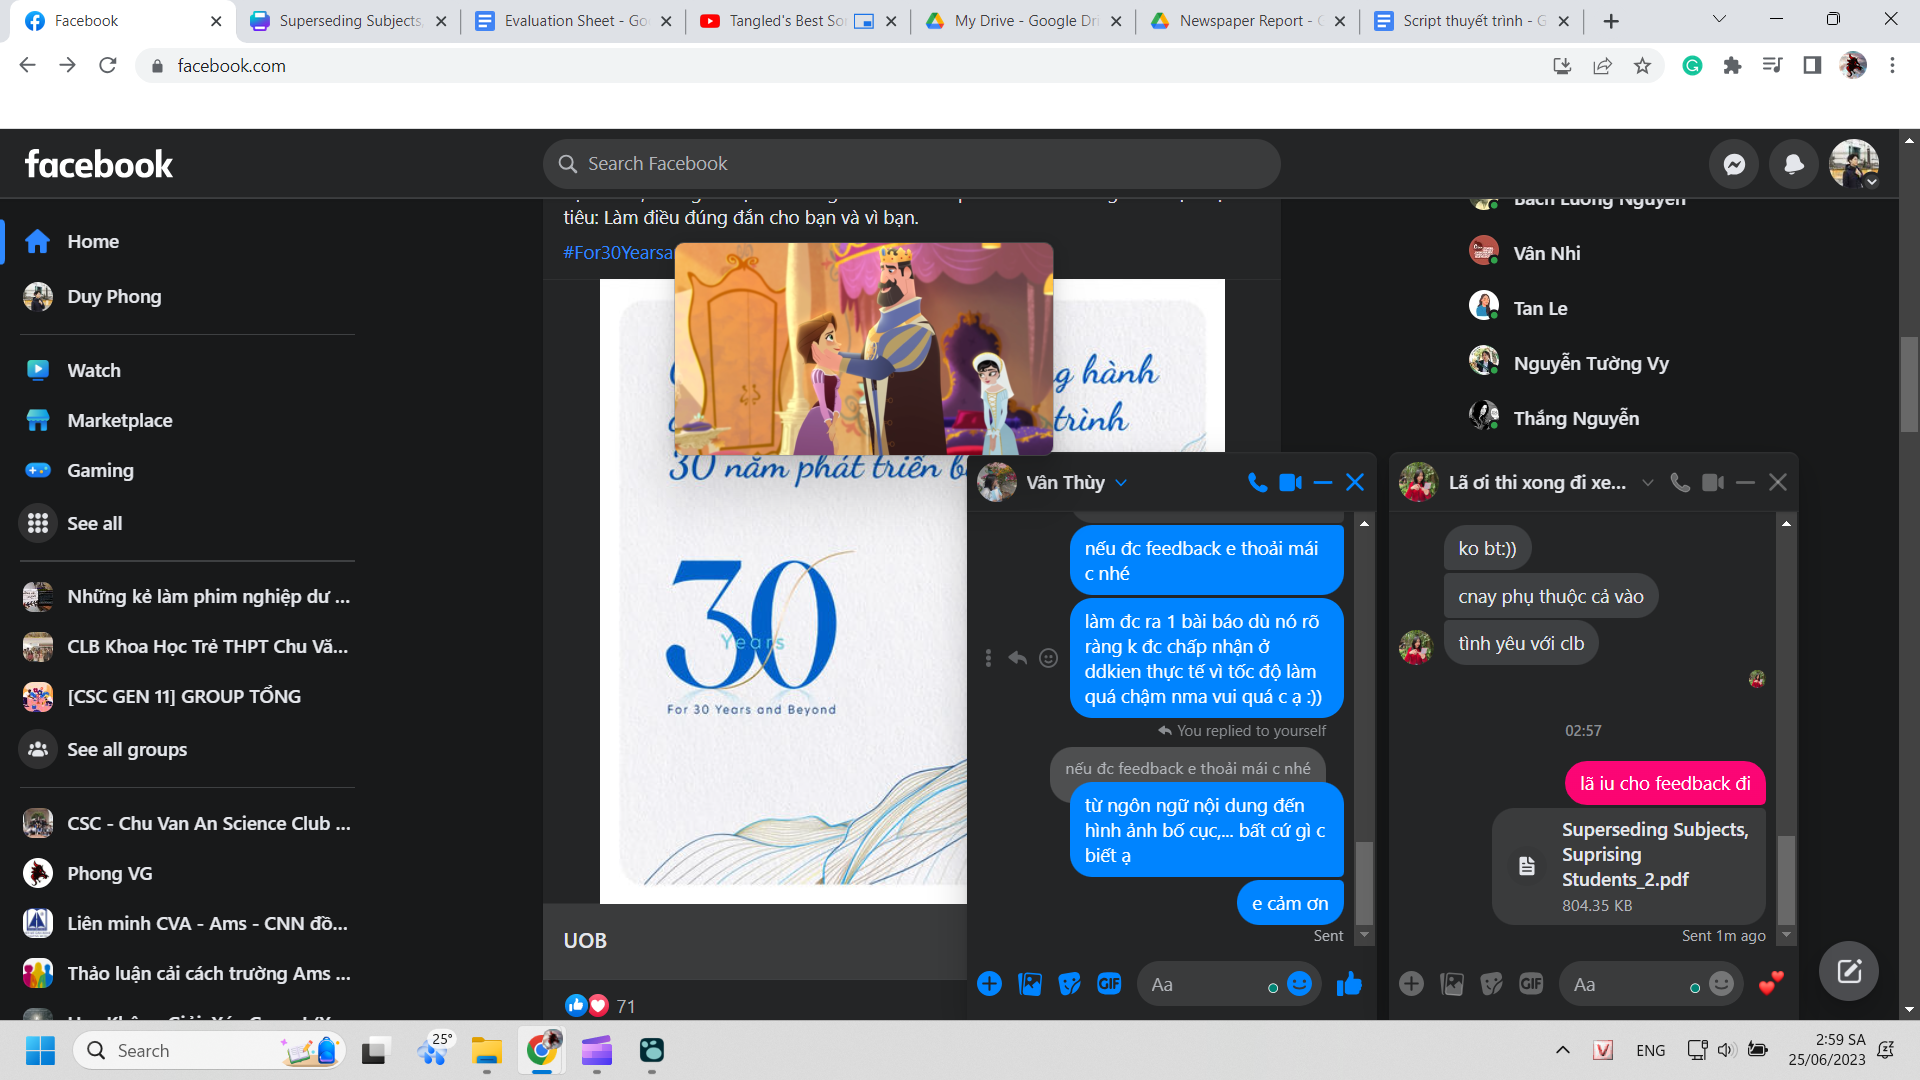 Facebook
Superseding Subjects,
Evaluation Sheet - Go
Tangled's Best So
My Drive - Google Dri
Newspaper Report - G
Script thuyết trình - G
facebook.com
facebook
Search Facebook
Home
Duy Phong
Watch
Marketplace
Gaming
See all
Những kẻ làm phim nghiệp dư ...
CLB Khoa Học Trẻ THPT Chu Vă...
[CSC GEN 11] GROUP TỔNG
See all groups
CSC - Chu Van An Science Club ...
Phong VG
Liên minh CVA - Ams - CNN đồ...
Thảo luận cải cách trường Ams ...
tiêu: Làm điều đúng đắn cho bạn và vì bạn.
#For30Yearsa
g hành
trình
30 năm phát triển b
30
Years
For 30 Years and Beyond
UOB
71
Bach Luong Nguyen
Vân Nhi
Tan Le
Nguyễn Tường Vy
Thắng Nguyễn
Vân Thùy
nếu đc feedback e thoải mái
c nhé
làm đc ra 1 bài báo dù nó rõ
ràng k đc chấp nhận ở
ddkien thực tế vì tốc độ làm
quá chậm nma vui quá c ạ :))
You replied to yourself
nếu đc feedback e thoải mái c nhé
từ ngôn ngữ nội dung đến
hình ảnh bố cục,... bất cứ gì c
biết ạ
e cảm ơn
Sent
GIF
Aa
Lã ơi thi xong đi xe...
ko bt:))
cnay phụ thuộc cả vào
tình yêu với clb
02:57
lã iu cho feedback đi
Superseding Subjects,
Suprising
Students_2.pdf
804.35 KB
Sent 1m ago
GIF
Aa
Search
25°
ENG
2:59 SA
25/06/2023